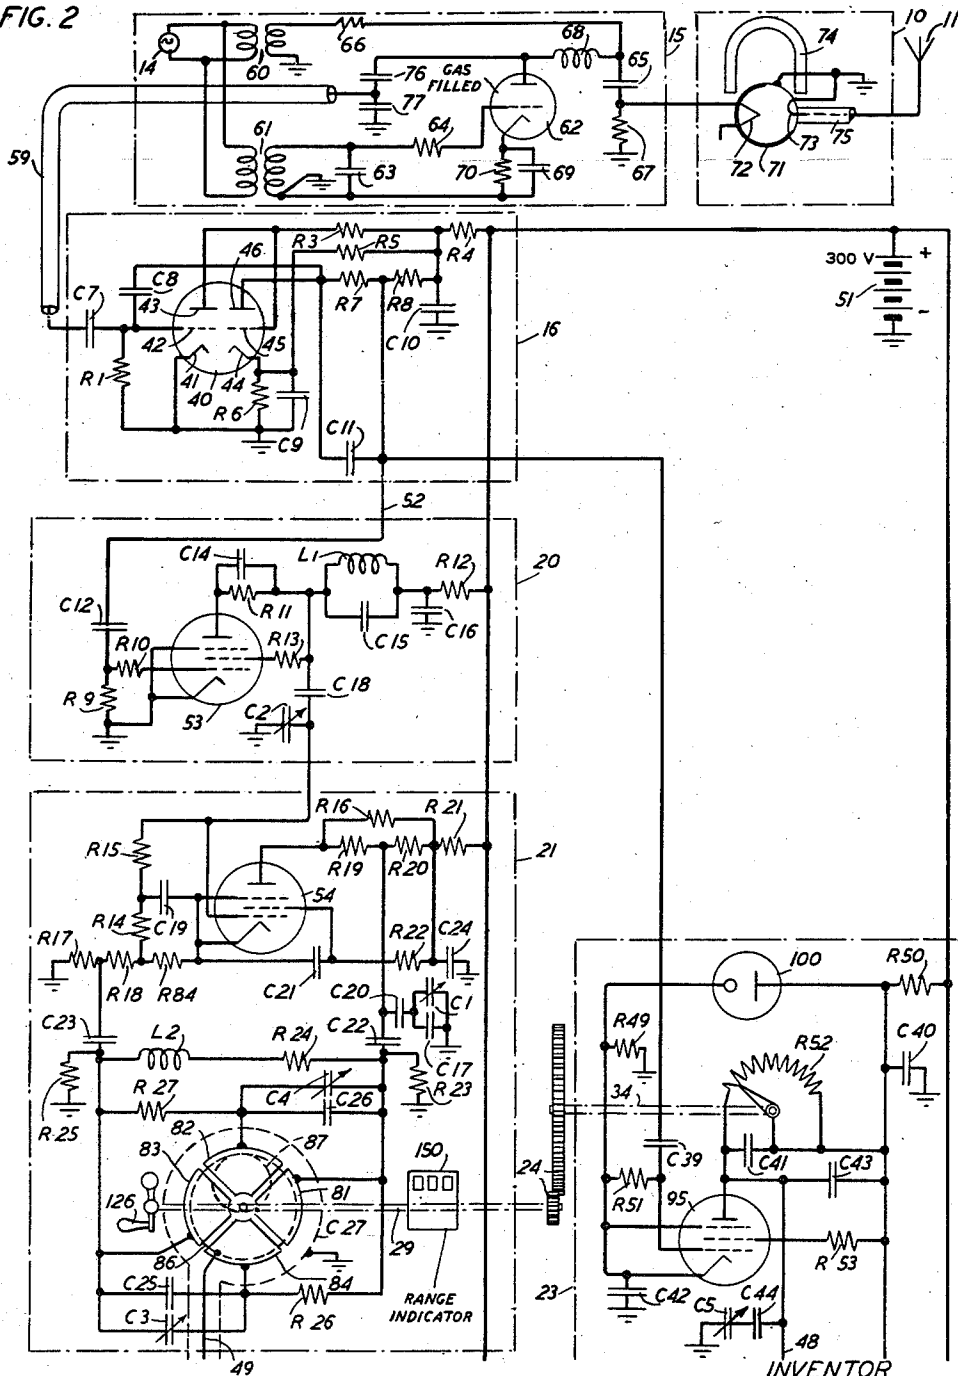 FIG. 2
14
60
66
76
77
GAS FILLED
68
65
15
74
10
11
59
61
64
62
63
70
69
67
72
71
73
75
R3
R5
R4
46
C8
C7
R7
R8
43
C10
42
45
41
44
40
R1
R6
C9
16
C11
300 V
+
51
-
52
C14
L1
R12
20
C12
R11
C15
C16
R10
R13
R9
C18
C2
53
R16
R21
R15
R19
R20
21
54
C19
R14
R17
R18
R84
C21
R22
C24
C20
C1
C23
L2
R24
C22
C17
R25
R27
C4
C26
R23
82
87
83
150
81
126
29
24
C27
86
84
C25
R26
C3
RANGE INDICATOR
49
100
R50
R49
R52
C40
34
C39
C41
C43
R51
95
R53
C42
C5
C44
23
48
INVENTOR